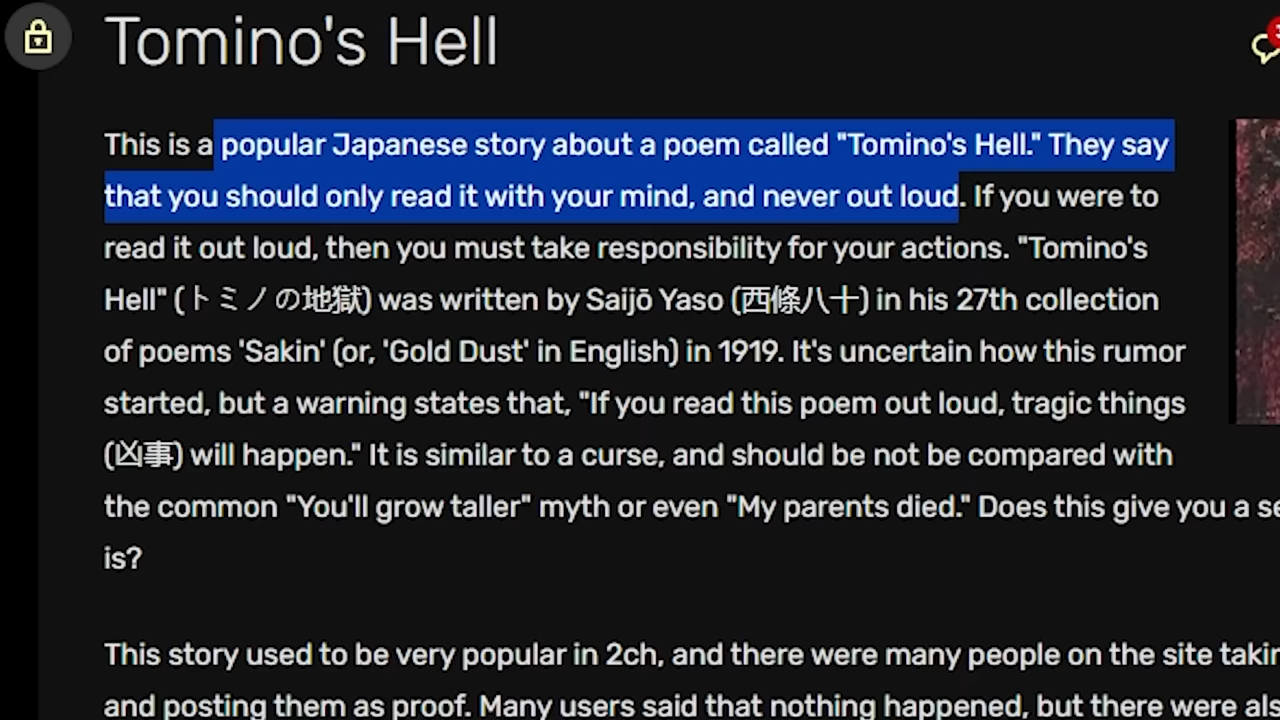 Tomino's Hell
This is a popular Japanese story about a poem called "Tomino's Hell." They say
that you should only read it with your mind, and never out loud. If you were to
read it out loud, then you must take responsibility for your actions. "Tomino's
Hell" (トミノの地獄) was written by Saijō Yaso (西條八十) in his 27th collection
of poems 'Sakin' (or, 'Gold Dust' in English) in 1919. It's uncertain how this rumor
started, but a warning states that, "If you read this poem out loud, tragic things
(凶事) will happen." It is similar to a curse, and should be not be compared with
the common "You'll grow taller" myth or even "My parents died." Does this give you a
is?
This story used to be very popular in 2ch, and there were many people on the site
and posting them as proof. Many users said that nothing happened, but there were